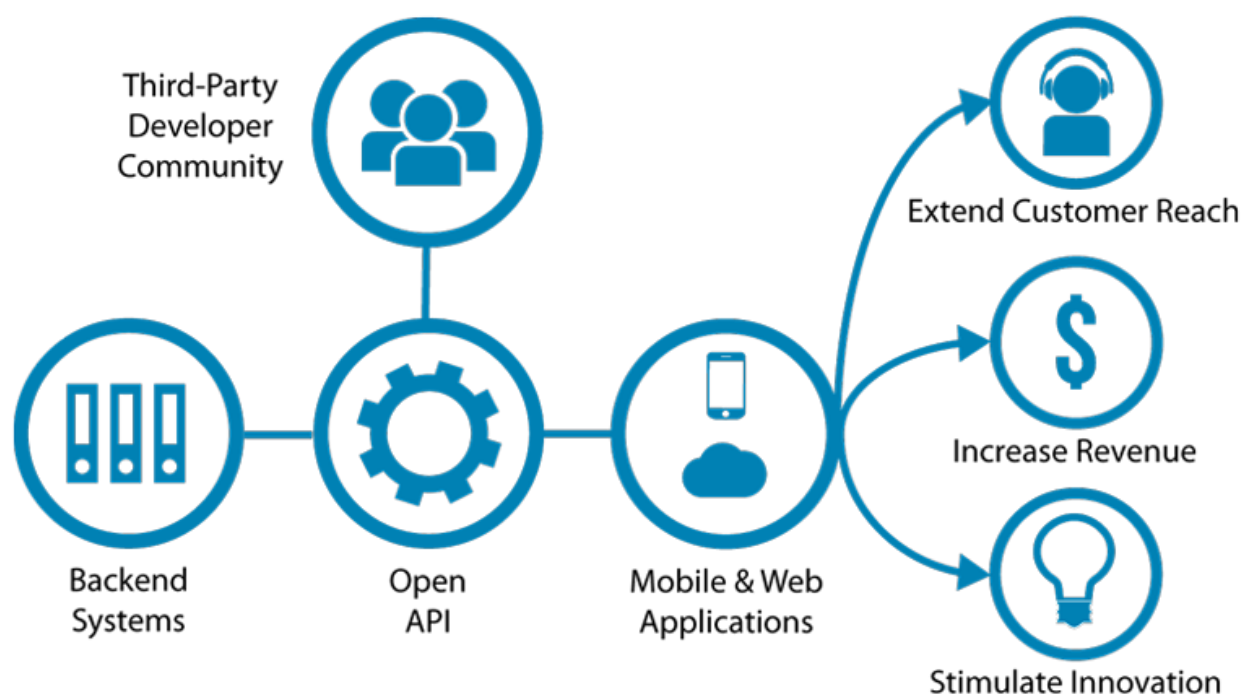 Third-Party
Developer
Community
Backend
Systems
Open
API
Mobile & Web
Applications
Extend Customer Reach
$
Increase Revenue
Stimulate Innovation